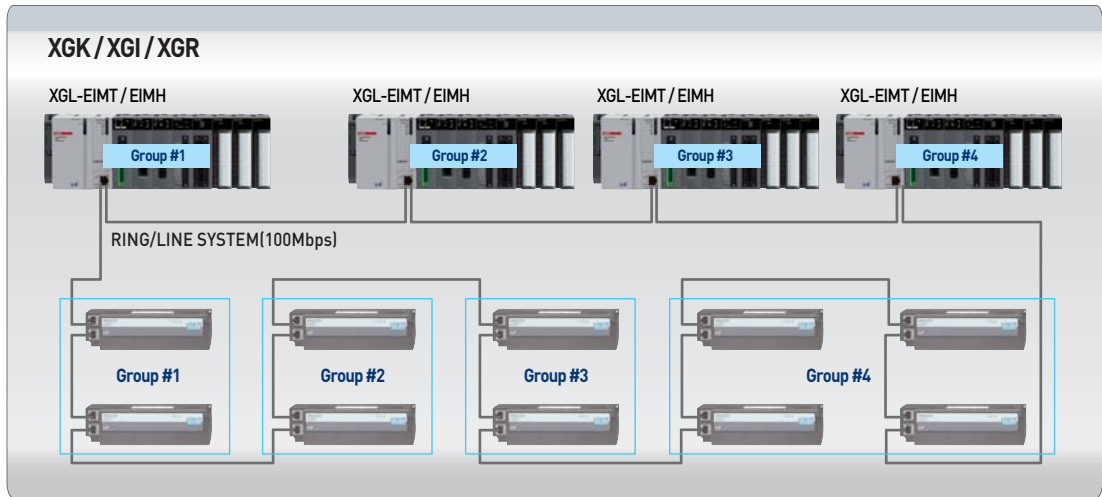 XGK / XGI / XGR
XGL-EIMT / EIMH
XGL-EIMT / EIMH
XGL-EIMT / EIMH
XGL-EIMT / EIMH
Group #1
Group #2
Group #3
Group #4
RING/LINE SYSTEM(100Mbps)
Group #1
Group #2
Group #3
Group #4